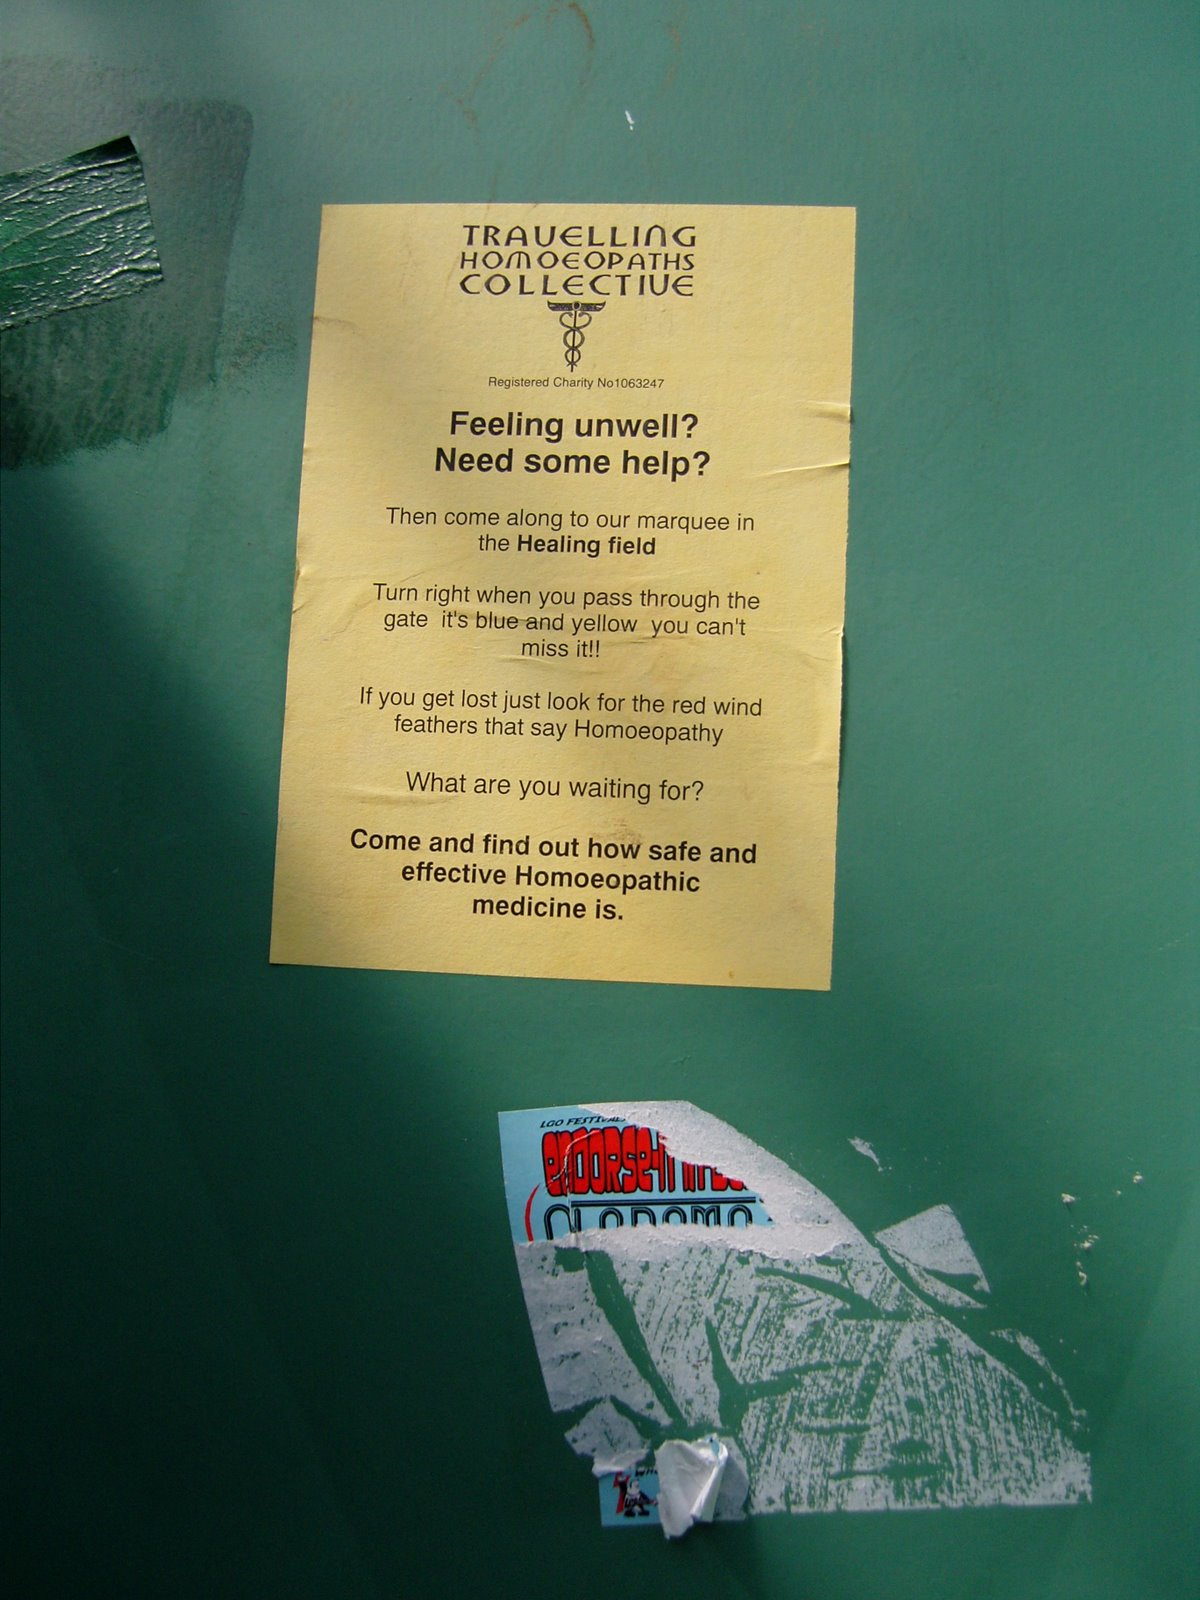 TRAVELLING
HOMOEOPATHS
COLLECTIVE
Registered Charity No1063247
Feeling unwell?
Need some help?
Then come along to our marquee in
the Healing field
Turn right when you pass through the
gate it's blue and yellow you can't
miss it!!
If you get lost just look for the red wind
feathers that say Homoeopathy
What are you waiting for?
Come and find out how safe and
effective Homoeopathic
medicine is.